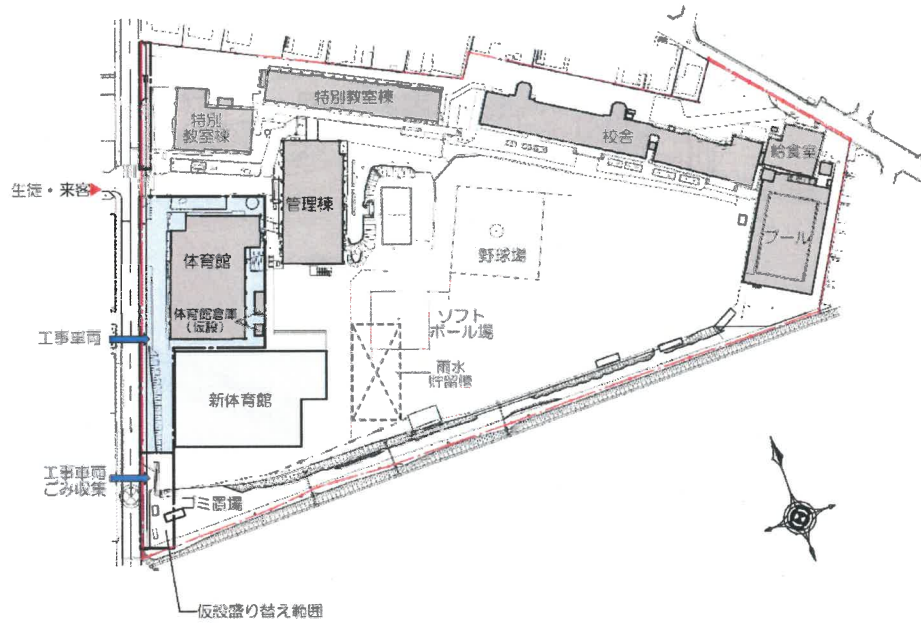 特別教室棟
特別
教室棟
校舎
給食室
生徒・来客
管理棟
プール
野球場
体育館
体育館倉庫
(仮設)
ソフト
ボール場
工事車両
雨水
貯留槽
新体育館
工事車両
ごみ収集
ゴミ置場
仮設盛り替え範囲